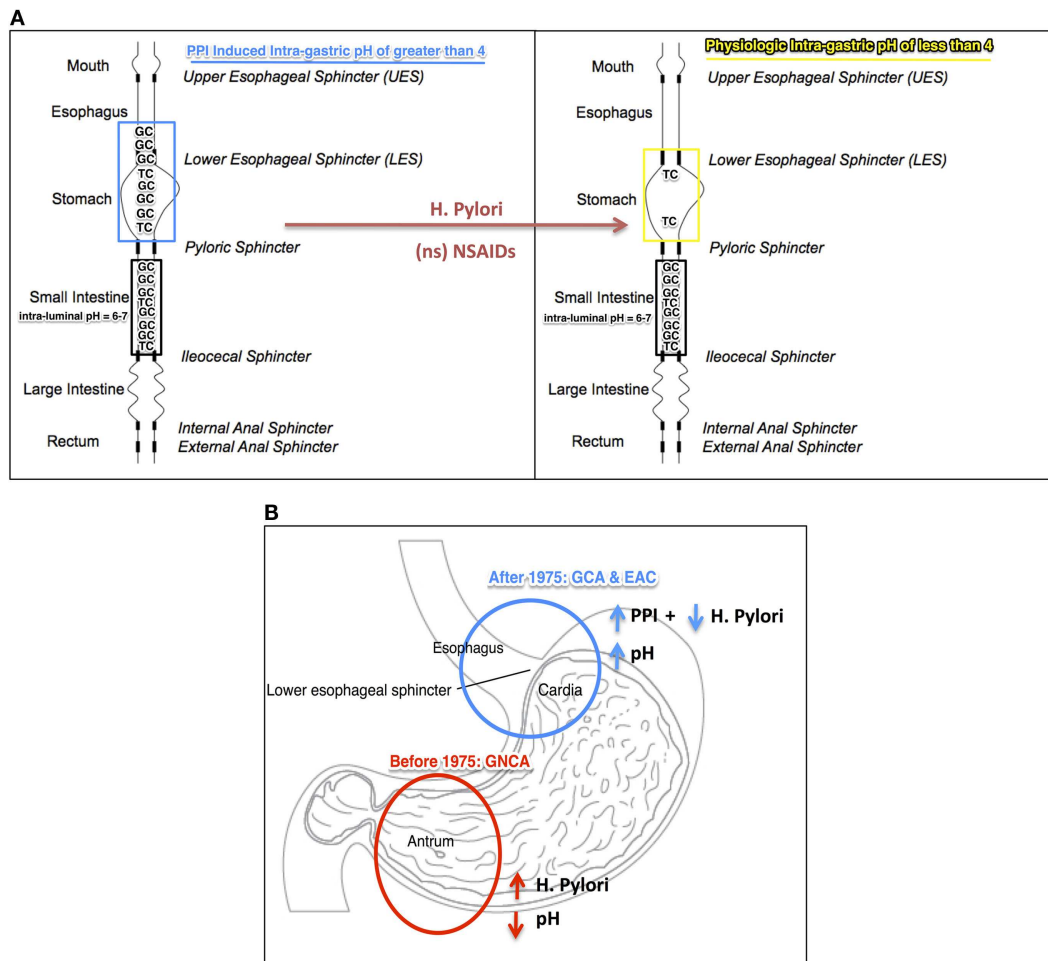 A
PPI Induced Intra-gastric pH of greater than 4
Mouth
Upper Esophageal Sphincter (UES)
Esophagus
GC
GC
GC
Lower Esophageal Sphincter (LES)
TC
GC
Stomach
GC
GC
TC
Pyloric Sphincter
GC
GC
Small Intestine
GC
TC
intra-luminal pH = 6-7
GC
GC
GC
TC
Ileocecal Sphincter
Large Intestine
Internal Anal Sphincter
Rectum
External Anal Sphincter
H. Pylori
(ns) NSAIDs
Physiologic Intra-gastric pH of less than 4
Mouth
Upper Esophageal Sphincter (UES)
Esophagus
Lower Esophageal Sphincter (LES)
TC
Stomach
TC
Pyloric Sphincter
GC
GC
Small Intestine
GC
TC
intra-luminal pH = 6-7
GC
GC
GC
TC
Ileocecal Sphincter
Large Intestine
Internal Anal Sphincter
Rectum
External Anal Sphincter
B
After 1975: GCA & EAC
PPI + H. Pylori
pH
Esophagus
Lower esophageal sphincter
Cardia
Before 1975: GNCA
Antrum
H. Pylori
pH